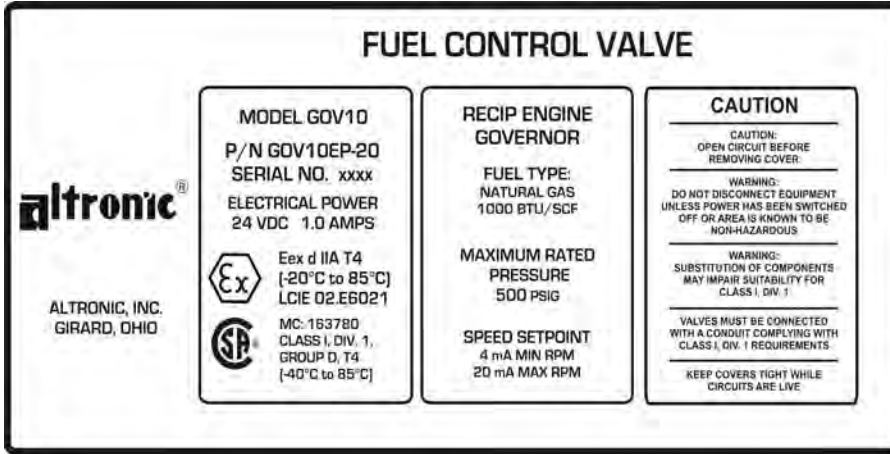 FUEL CONTROL VALVE
altronic®
ALTRONIC, INC.
GIRARD, OHIO
MODEL GOV10
P/N GOV10EP-20
SERIAL NO. xxxx
ELECTRICAL POWER
24 VDC 1.0 AMPS
Ex
Eex d IIA T4
(-20°C to 85°C)
LCIE 02.E6021
SA®
MC: 163780
CLASS I, DIV. 1,
GROUP D, T4
(-40°C to 85°C)
RECIP ENGINE
GOVERNOR
FUEL TYPE:
NATURAL GAS
1000 BTU/SCF
MAXIMUM RATED
PRESSURE
500 PSIG
SPEED SETPOINT
4 mA MIN RPM
20 mA MAX RPM
CAUTION
CAUTION:
OPEN CIRCUIT BEFORE
REMOVING COVER
WARNING:
DO NOT DISCONNECT EQUIPMENT
UNLESS POWER HAS BEEN SWITCHED
OFF OR AREA IS KNOWN TO BE
NON-HAZARDOUS
WARNING:
SUBSTITUTION OF COMPONENTS
MAY IMPAIR SUITABILITY FOR
CLASS I, DIV. 1
VALVES MUST BE CONNECTED
WITH A CONDUIT COMPLYING WITH
CLASS I, DIV. 1 REQUIREMENTS
KEEP COVERS TIGHT WHILE
CIRCUITS ARE LIVE